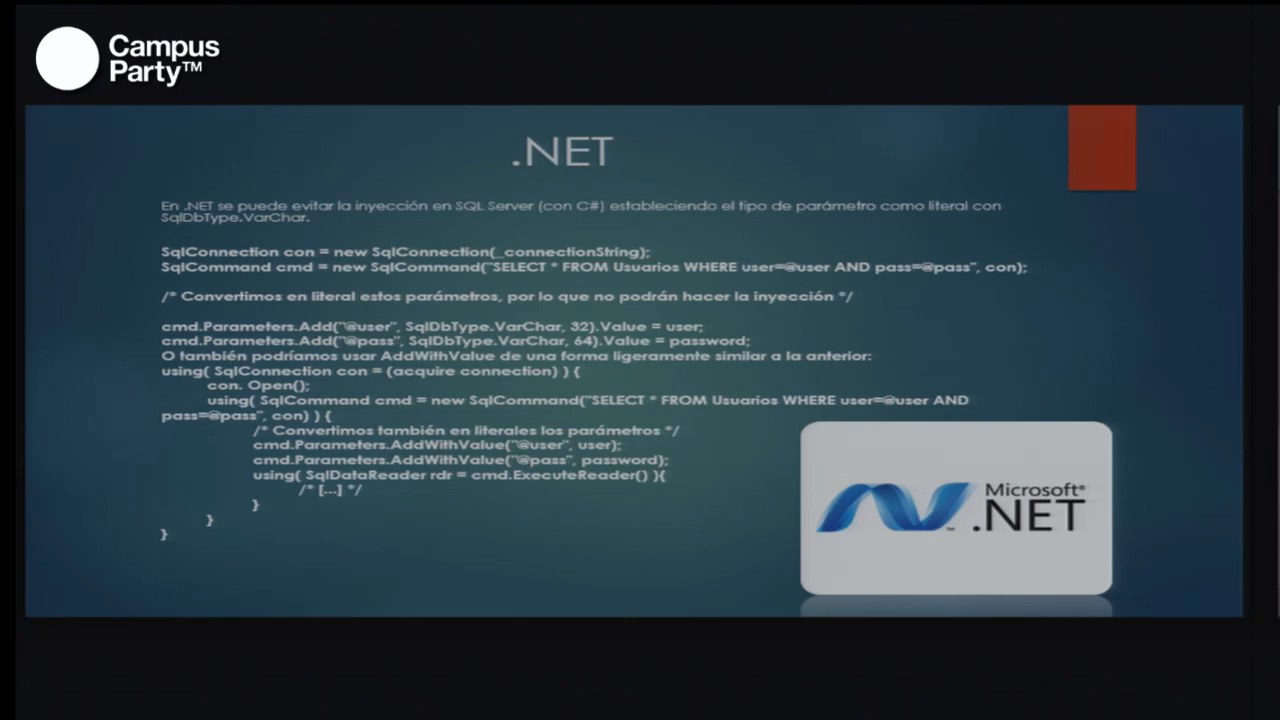 Campus
Party™
.NET
En .NET se puede evitar la inyección en SQL Server (con C#) estableciendo el tipo de parámetro como literal con
SqlDbType.VarChar.
SqlConnection con = new SqlConnection(_connectionString);
SqlCommand cmd = new SqlCommand("SELECT * FROM Usuarios WHERE user=@user AND pass=@pass", con);
/* Convertimos en literal estos parámetros, por lo que no podrán hacer la inyección */
cmd.Parameters.Add("@user", SqlDbType.VarChar, 32).Value = user;
cmd.Parameters.Add("@pass", SqlDbType.VarChar, 64).Value = password;
O también podríamos usar AddWithValue de una forma ligeramente similar a la anterior:
using( SqlConnection con = (acquire connection) ) {
con. Open();
using( SqlCommand cmd = new SqlCommand("SELECT * FROM Usuarios WHERE user=@user AND
pass=@pass", con) ) {
/* Convertimos también en literales los parámetros */
cmd.Parameters.AddWithValue("@user", user);
cmd.Parameters.AddWithValue("@pass", password);
using( SqlDataReader rdr = cmd.ExecuteReader() ){
/* [...] */
}
}
}
Microsoft®
.NET